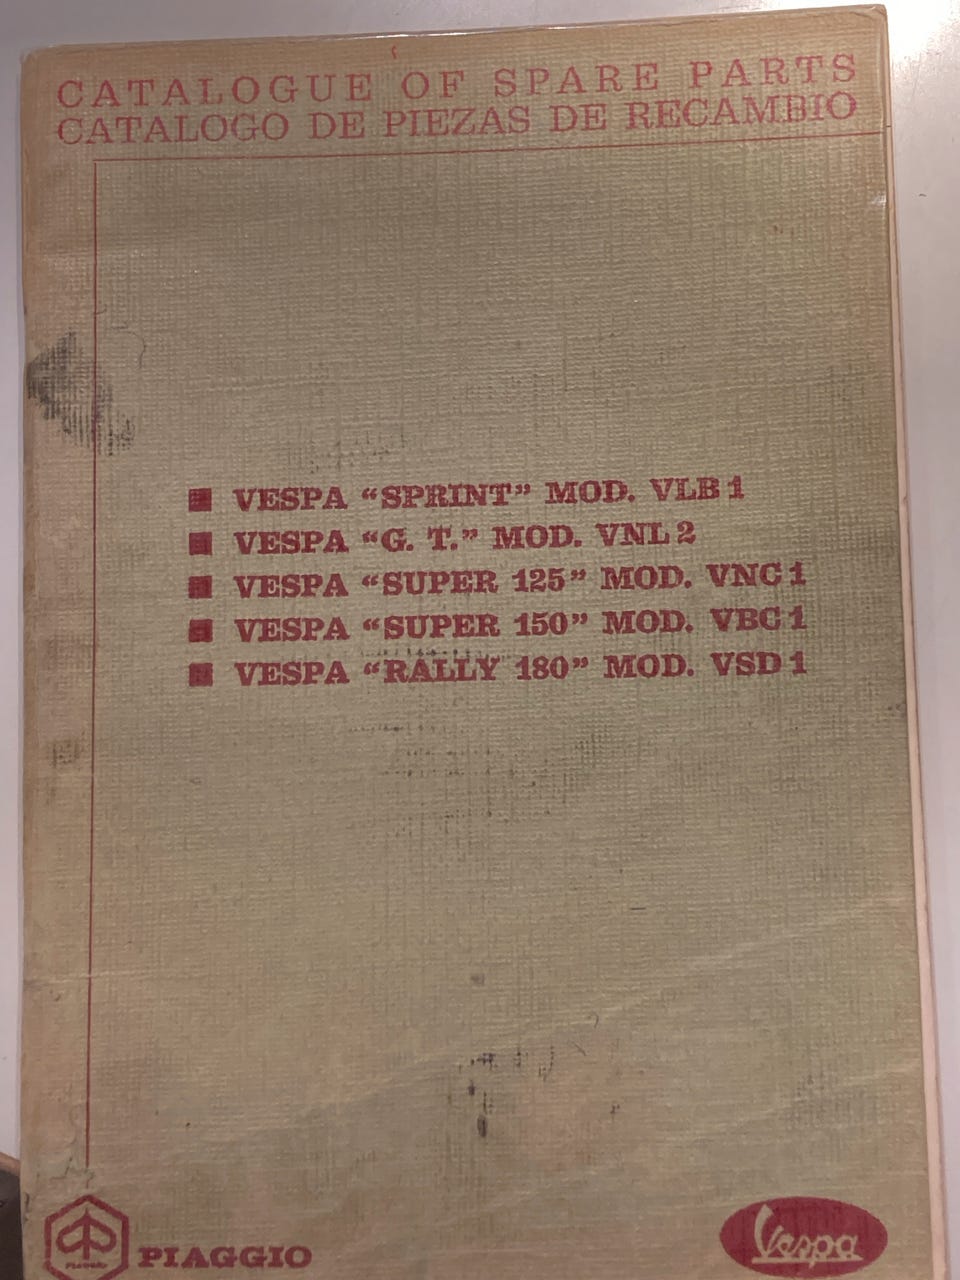 CATALOGUE OF SPARE PARTS
CATALOGO DE PIEZAS DE RECAMBIO
VESPA “SPRINT” MOD. VLB 1
VESPA “G. T.” MOD. VNL 2
VESPA “SUPER 125” MOD. VNC 1
VESPA “SUPER 150” MOD. VBC 1
VESPA “RALLY 180” MOD. VSD 1
PIAGGIO
PIAGGIO
Vespa